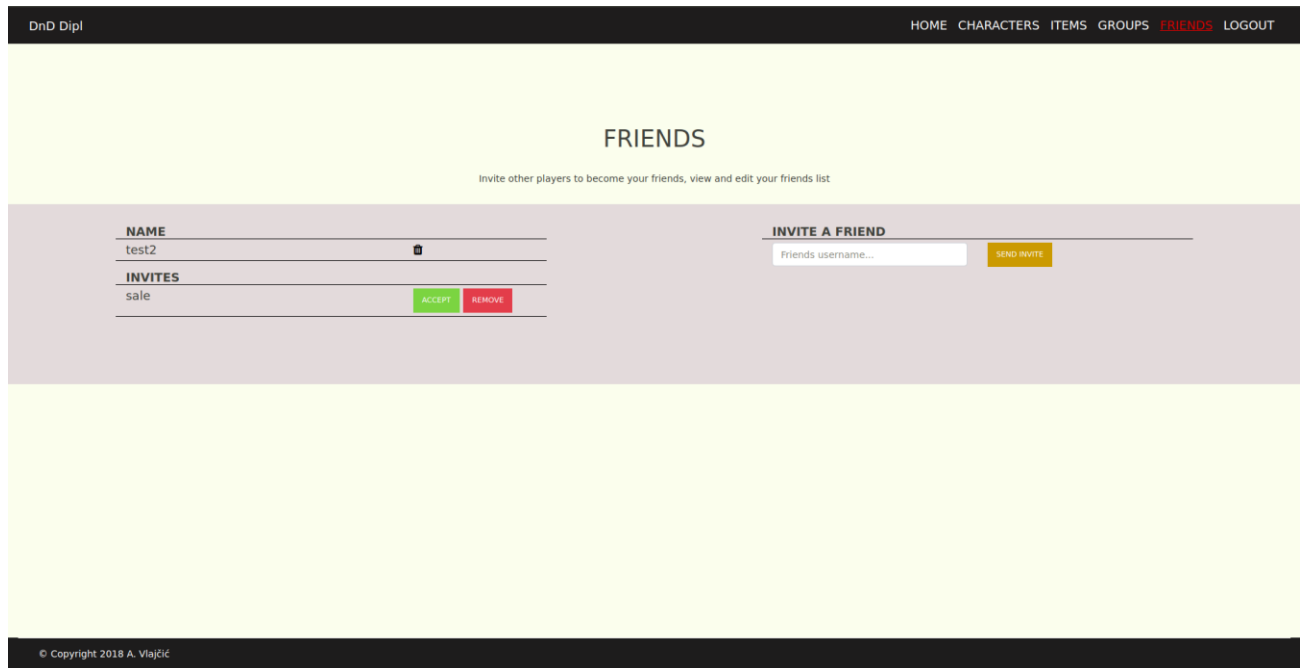 DnD Dipl
HOME CHARACTERS ITEMS GROUPS FRIENDS LOGOUT
FRIENDS
Invite other players to become your friends, view and edit your friends list
NAME
test2
INVITES
sale
ACCEPT REMOVE
INVITE A FRIEND
Friends username...
SEND INVITE
© Copyright 2018 A. Vlajčić